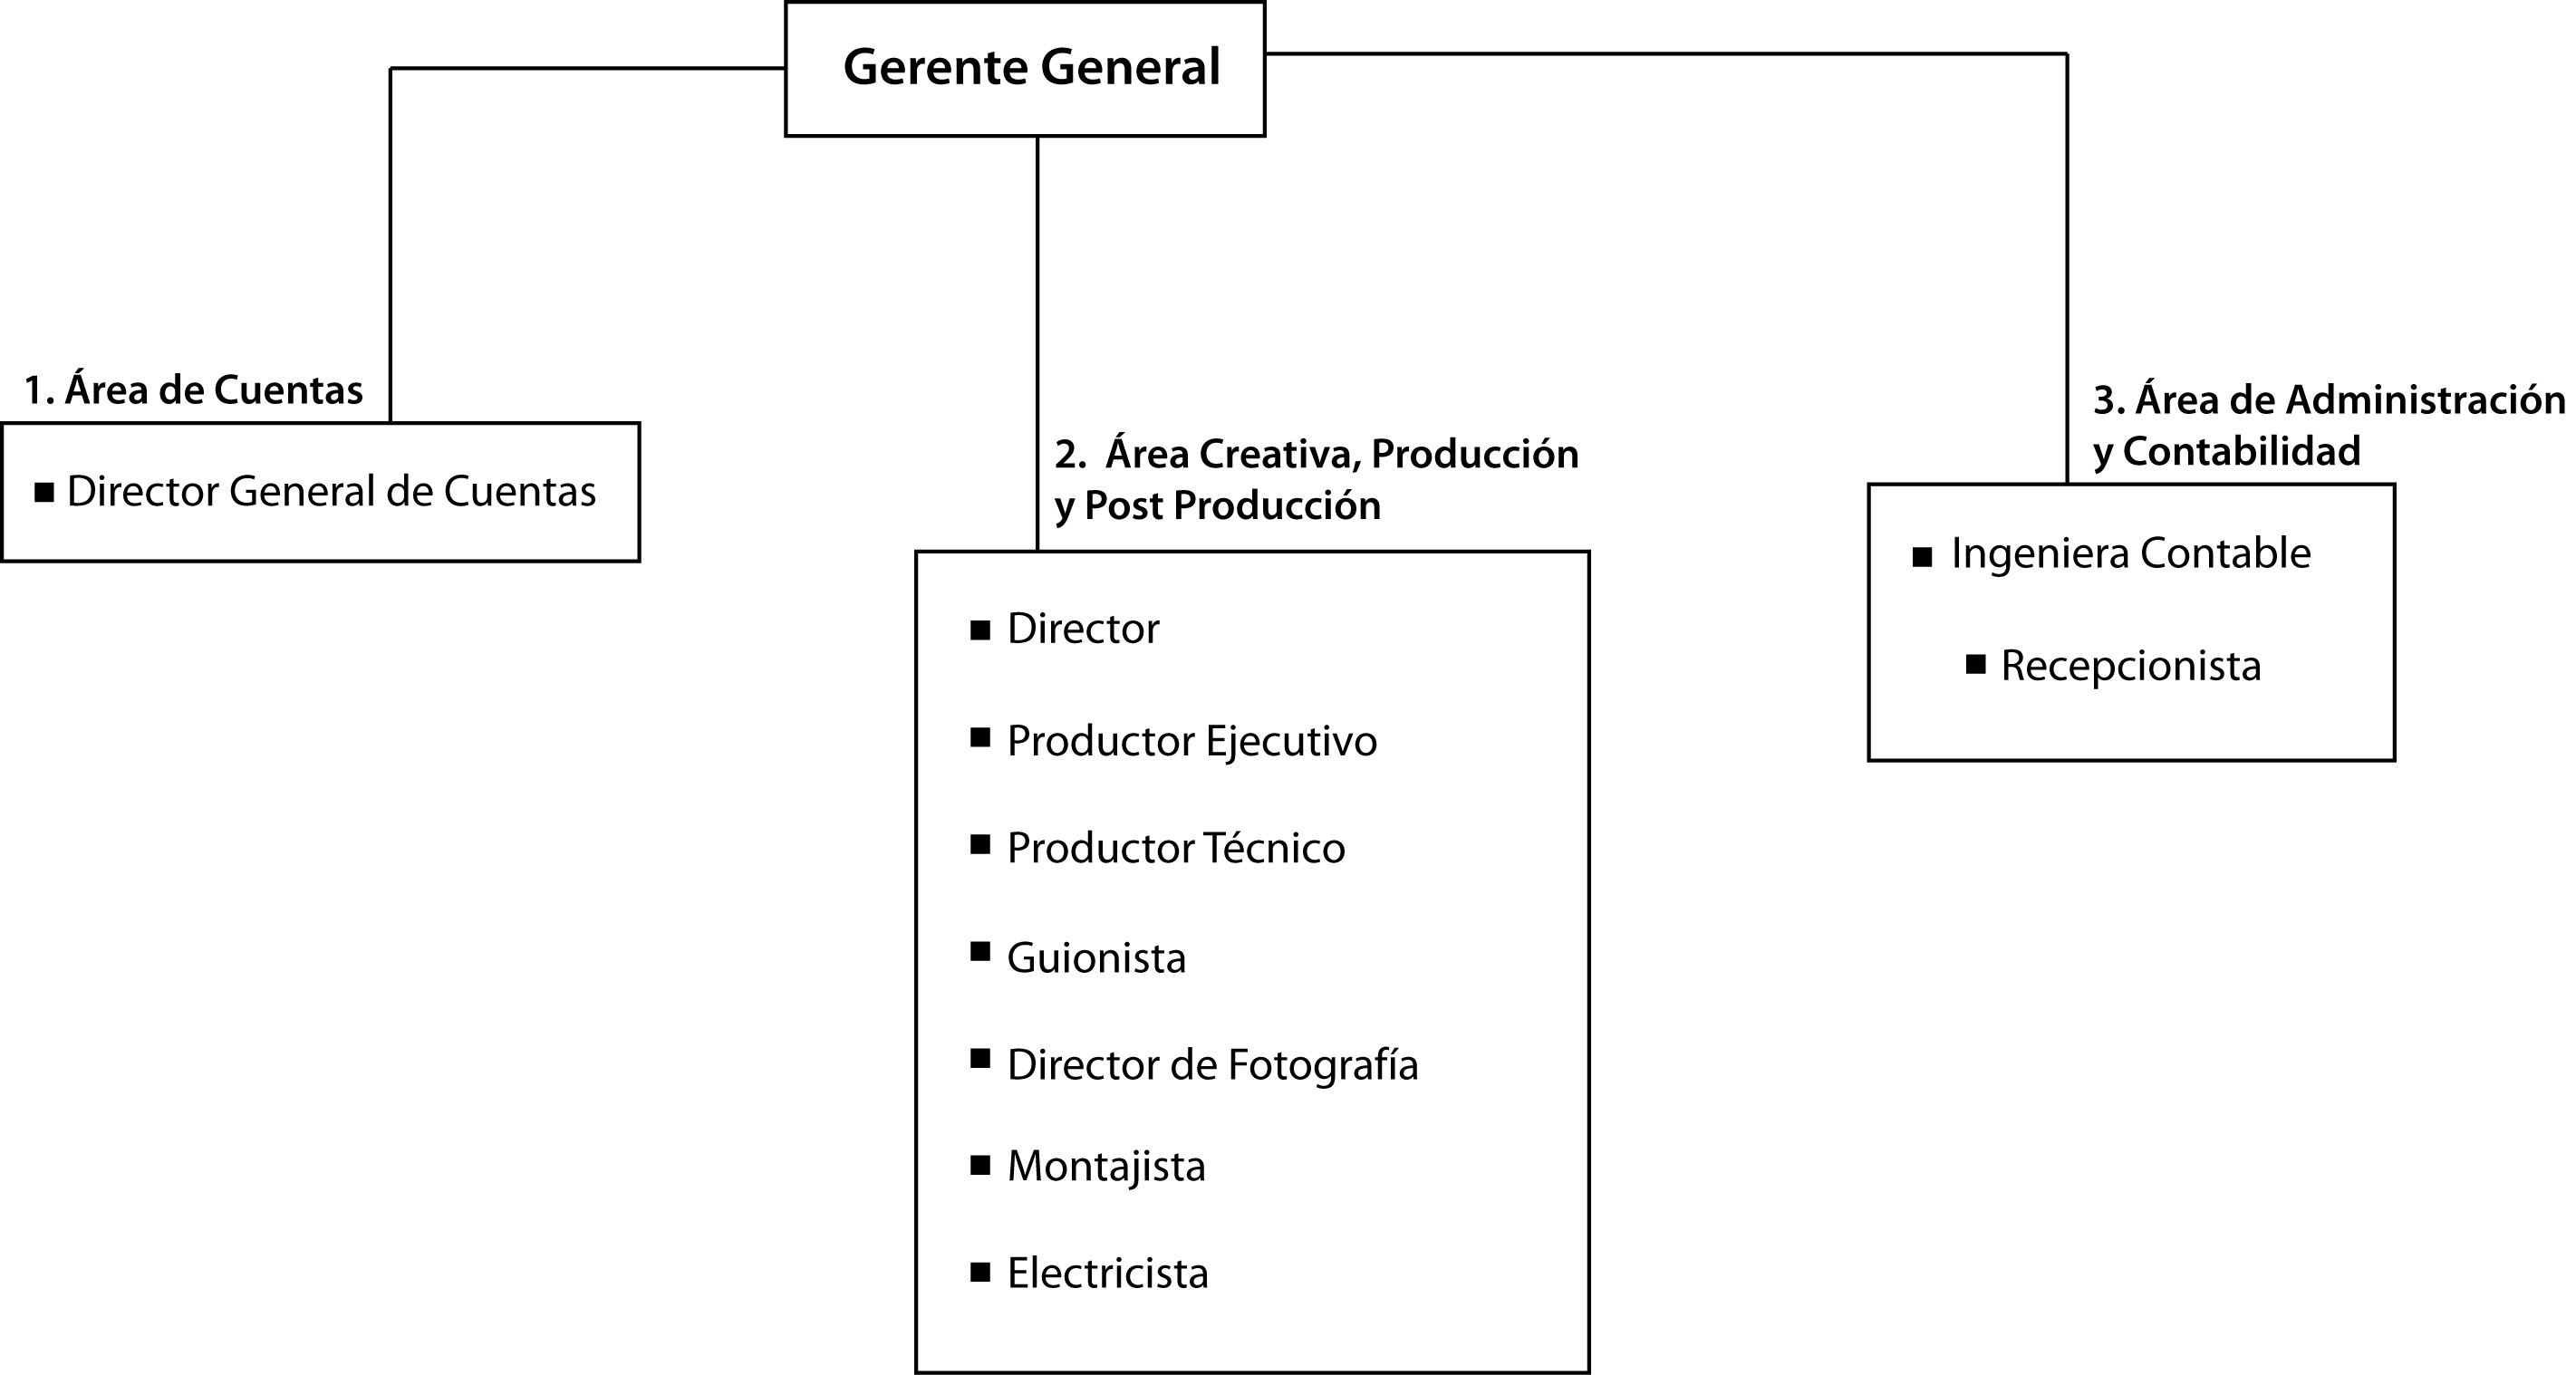 Gerente General
1. Área de Cuentas
■ Director General de Cuentas
2. Área Creativa, Producción
y Post Producción
■ Director
■ Productor Ejecutivo
■ Productor Técnico
■ Guionista
■ Director de Fotografía
■ Montajista
■ Electricista
3. Área de Administración
y Contabilidad
■ Ingeniera Contable
■ Recepcionista